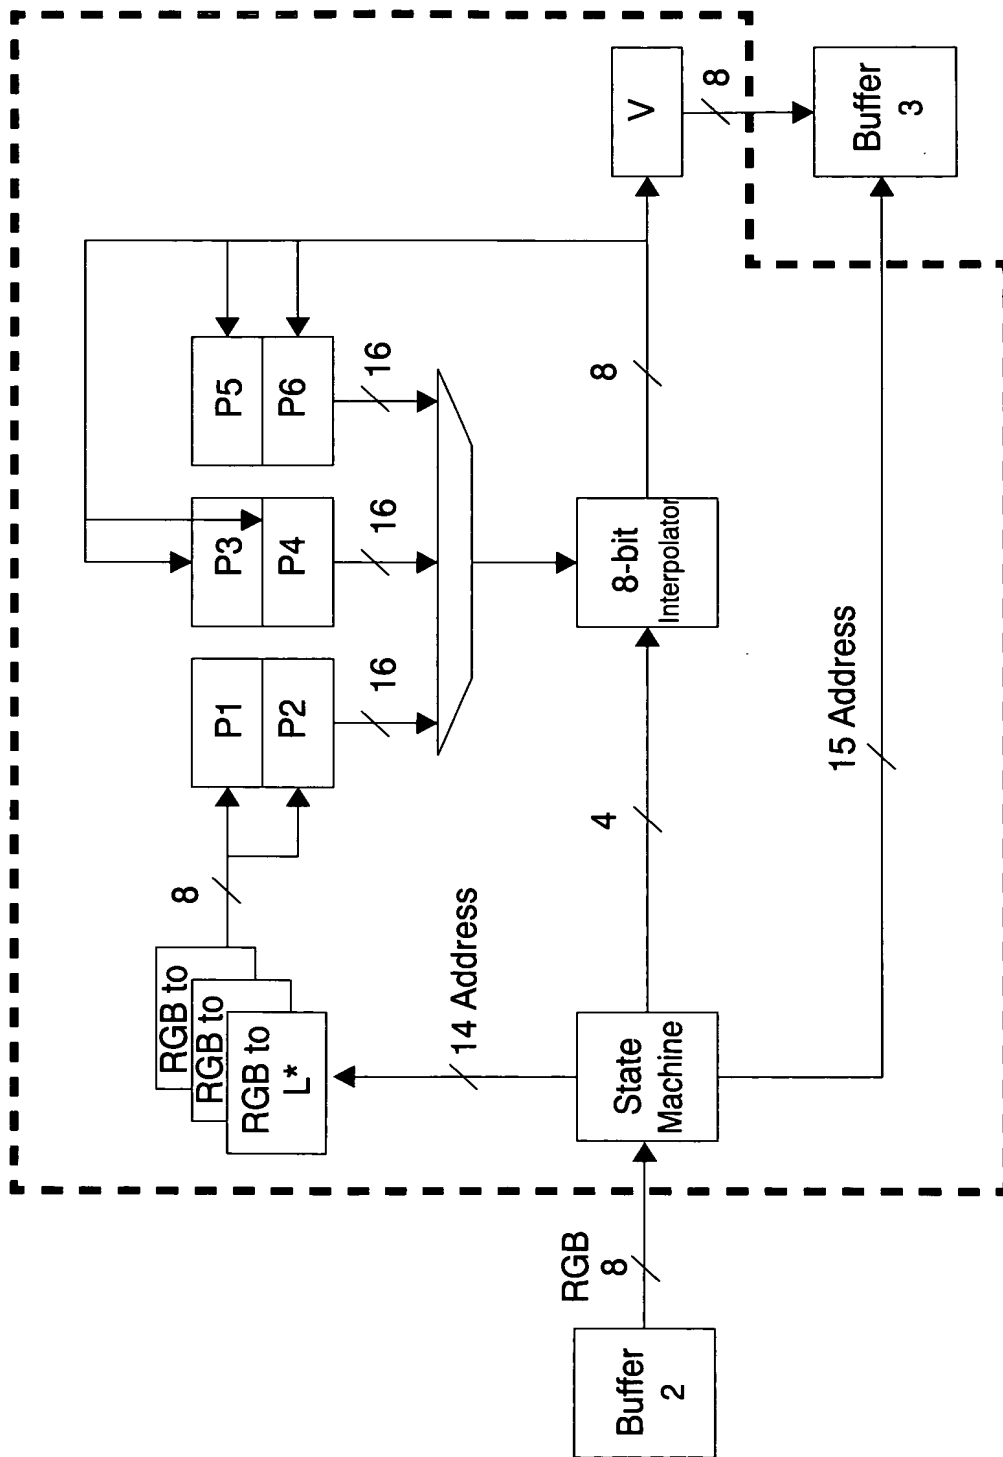 Buffer
2
RGB
8
State
Machine
14 Address
RGB to
RGB to
RGB to
L*
8
P1
P2
16
P3
P4
16
P5
P6
16
4
8-bit
Interpolator
8
V
8
15 Address
Buffer
3